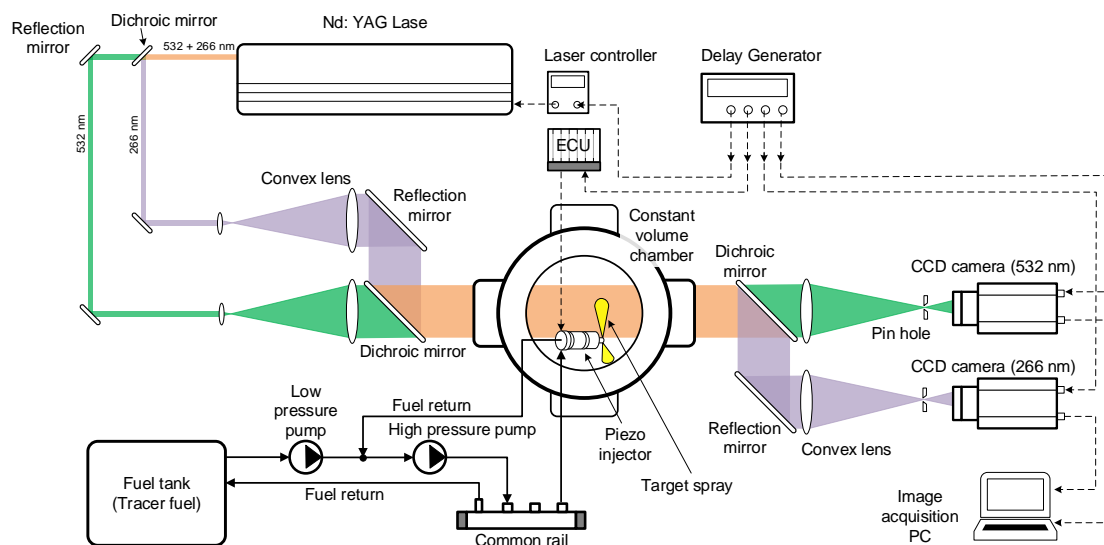 Reflection
mirror
Dichroic mirror
Nd: YAG Lase
532 + 266 nm
Laser controller
Delay Generator
532 nm
266 nm
ECU
Convex lens
Reflection
mirror
Constant
volume
chamber
Dichroic
mirror
CCD camera (532 nm)
Pin hole
Dichroic mirror
CCD camera (266 nm)
Low
pressure
pump
Fuel return
High pressure pump
Piezo
injector
Reflection
mirror
Convex lens
Fuel tank
(Tracer fuel)
Fuel return
Target spray
Common rail
Image
acquisition
PC